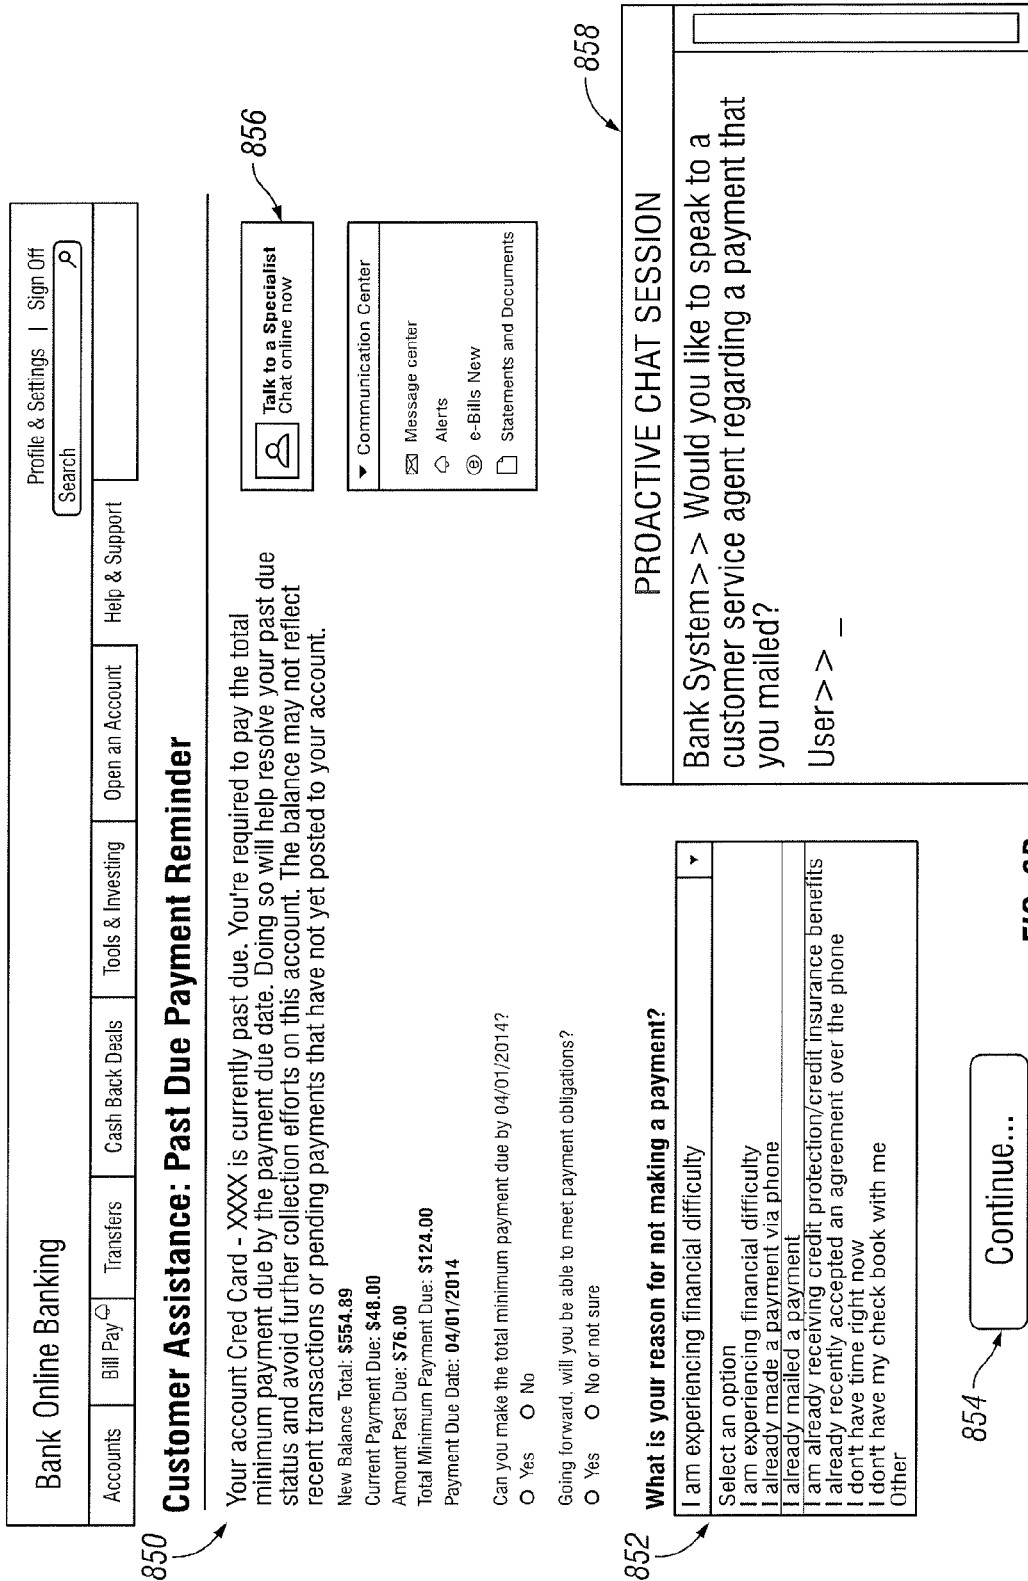 Bank Online Banking
Profile & Settings | Sign Off
Search
Accounts
Bill Pay
Transfers
Cash Back Deals
Tools & Investing
Open an Account
Help & Support
Customer Assistance: Past Due Payment Reminder
850
Your account Cred Card - XXXX is currently past due. You're required to pay the total
minimum payment due by the payment due date. Doing so will help resolve your past due
status and avoid further collection efforts on this account. The balance may not reflect
recent transactions or pending payments that have not yet posted to your account.
New Balance Total: $554.89
Current Payment Due: $48.00
Amount Past Due: $76.00
Total Minimum Payment Due: $124.00
Payment Due Date: 04/01/2014
Can you make the total minimum payment due by 04/01/2014?
Yes
No
Going forward, will you be able to meet payment obligations?
Yes
No or not sure
856
Talk to a Specialist
Chat online now
Communication Center
Message center
Alerts
e e-Bills New
Statements and Documents
What is your reason for not making a payment?
852
I am experiencing financial difficulty
Select an option
I am experiencing financial difficulty
I already made a payment via phone
I already mailed a payment
I am already receiving credit protection/credit insurance benefits
I already recently accepted an agreement over the phone
I don't have time right now
I don't have my check book with me
Other
854
Continue...
858
PROACTIVE CHAT SESSION
Bank System>> Would you like to speak to a
customer service agent regarding a payment that
you mailed?
User>> _